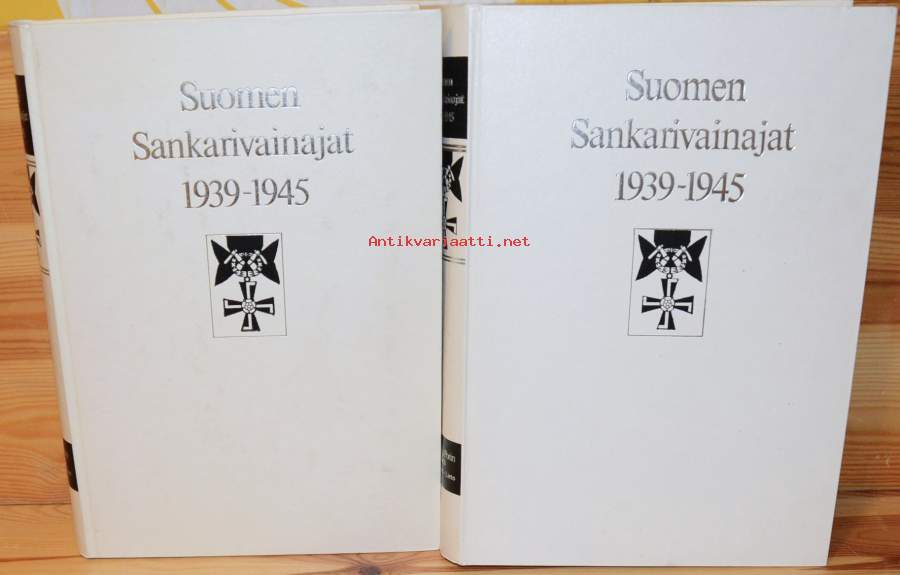 Suomen
Sankarivainajat
1939-1945
Suomen
Sankarivainajat
1939-1945
Antikvariaatti.net